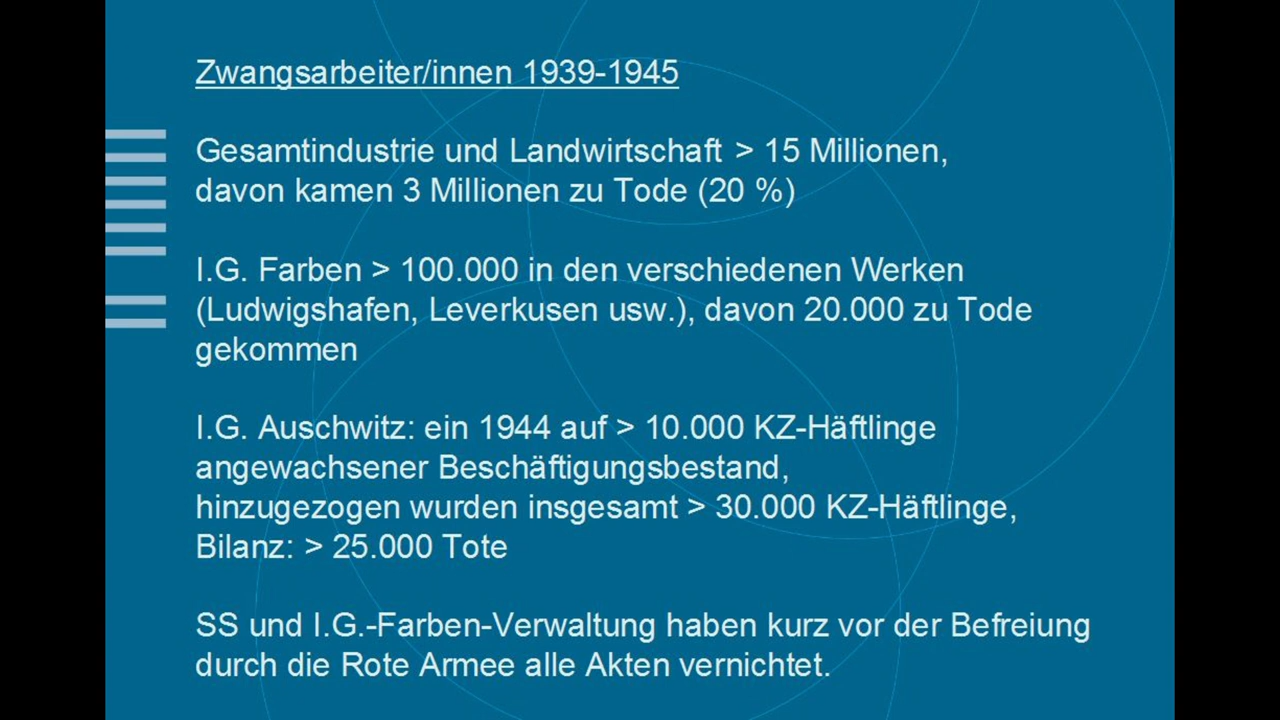 Zwangsarbeiter/innen 1939-1945
Gesamtindustrie und Landwirtschaft > 15 Millionen,
davon kamen 3 Millionen zu Tode (20 %)
I.G. Farben > 100.000 in den verschiedenen Werken
(Ludwigshafen, Leverkusen usw.), davon 20.000 zu Tode
gekommen
I.G. Auschwitz: ein 1944 auf > 10.000 KZ-Häftlinge
angewachsener Beschäftigungsbestand,
hinzugezogen wurden insgesamt > 30.000 KZ-Häftlinge,
Bilanz: > 25.000 Tote
SS und I.G.-Farben-Verwaltung haben kurz vor der Befreiung
durch die Rote Armee alle Akten vernichtet.